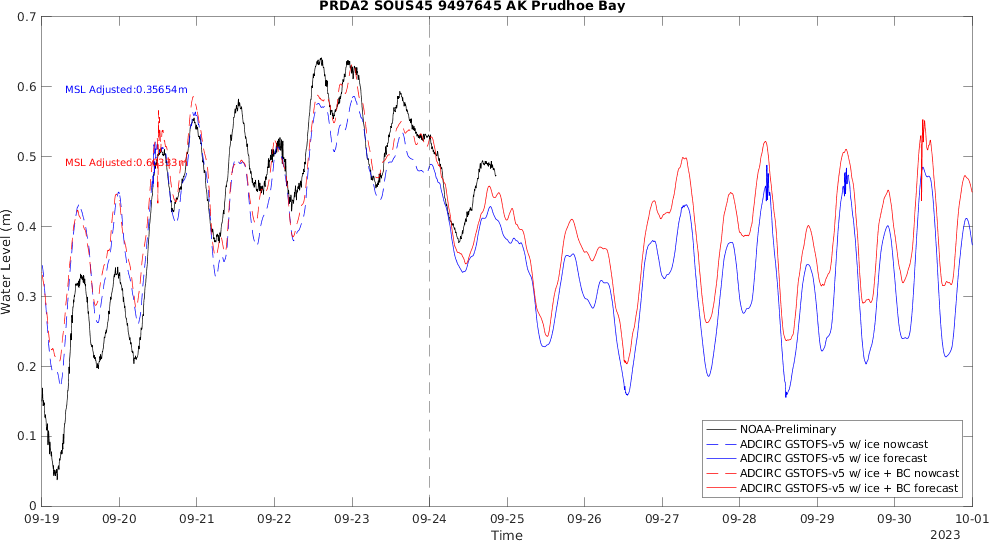 PRDA2 SOUS45 9497645 AK Prudhoe Bay
0.7
0.6
0.5
0.4
0.3
0.2
0.1
0
Water Level (m)
MSL Adjusted:0.35654m
MSL
NOAA-Preliminary
ADCIRC GSTOFS-v5 w/ ice nowcast
ADCIRC GSTOFS-v5 w/ ice forecast
ADCIRC GSTOFS-v5 w/ ice + BC nowcast
ADCIRC GSTOFS-v5 w/ ice + BC forecast
09-19 09-20 09-21 09-22 09-23 09-24 09-25 09-26 09-27 09-28 09-29 09-30 10-01
Time
2023